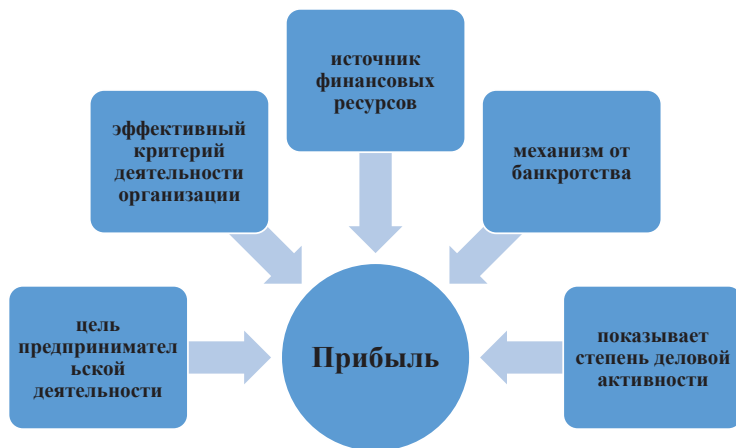 источник
финансовых
ресурсов
эффективный
критерий
деятельности
организации
механизм от
банкротства
цель
предпринимател
ьской
деятельности
Прибыль
показывает
степень деловой
активности